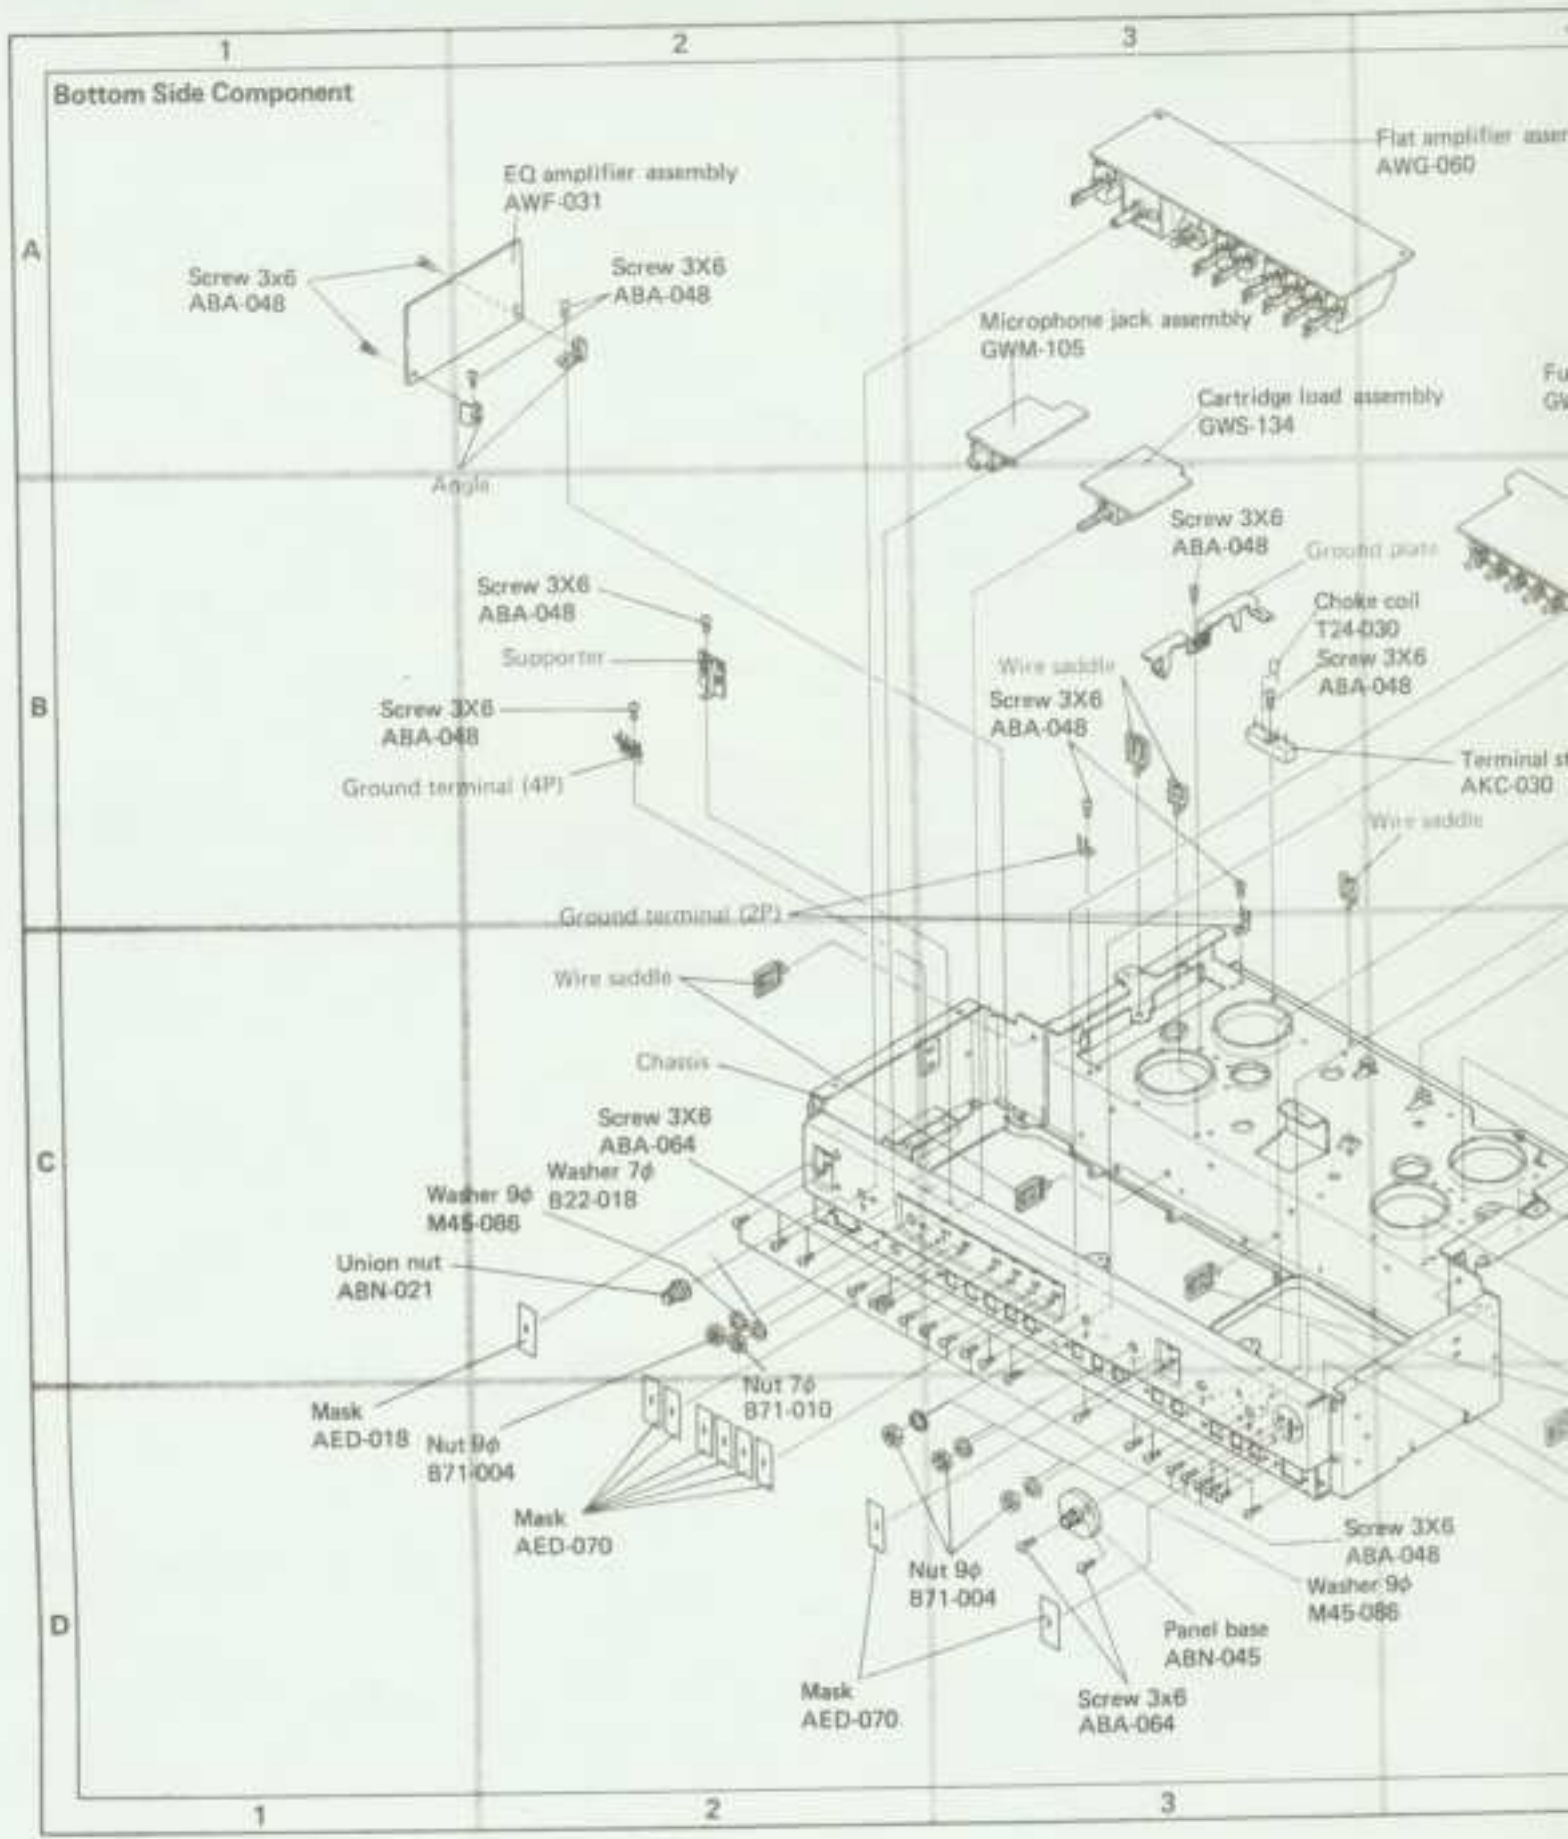 1
2
3
Bottom Side Component
A
EQ amplifier assembly
AWF-031
Screw 3x6
ABA-048
Screw 3X6
ABA-048
Flat amplifier
AWG-060
Microphone jack assembly
GWM-105
Cartridge load assembly
GWS-134
Angle
B
Screw 3X6
ABA-048
Supporter
Screw 3X6
ABA-048
Ground terminal (4P)
Screw 3X6
ABA-048
Ground plate
Choke coil
T24-030
Screw 3X6
ABA-048
Wire saddle
Screw 3X6
ABA-048
Terminal
AKC-030
Wire saddle
Ground terminal (2P)
C
Wire saddle
Chassis
Screw 3X6
ABA-064
Washer 7φ
B22-018
Washer 9φ
M45-086
Union nut
ABN-021
Mask
AED-018
Nut 9φ
B71-004
Nut 7φ
B71-010
D
Mask
AED-070
Nut 9φ
B71-004
Screw 3X6
ABA-048
Washer 9φ
M45-086
Panel base
ABN-045
Mask
AED-070
Screw 3x6
ABA-064
1
2
3